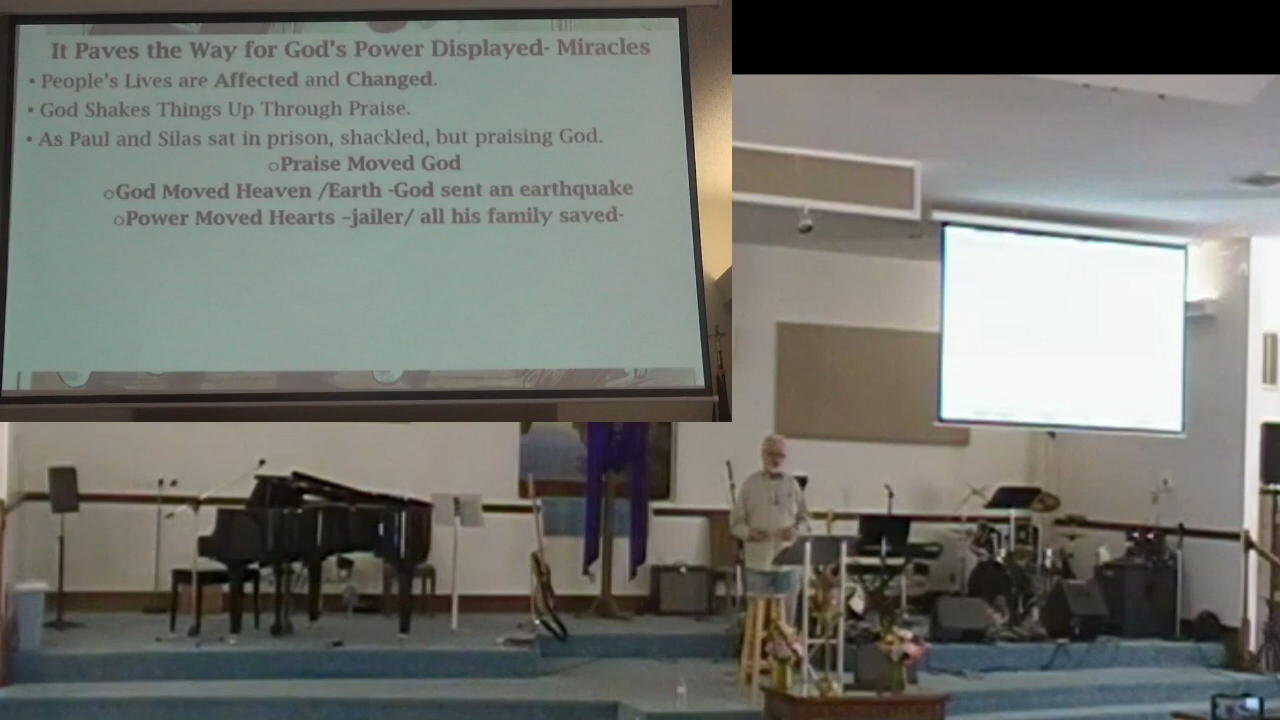 It Paves the Way for God's Power Displayed- Miracles
• People's Lives are Affected and Changed.
• God Shakes Things Up Through Praise.
• As Paul and Silas sat in prison, shackled, but praising God.
○Praise Moved God
○God Moved Heaven /Earth -God sent an earthquake
○Power Moved Hearts –jailer/ all his family saved-